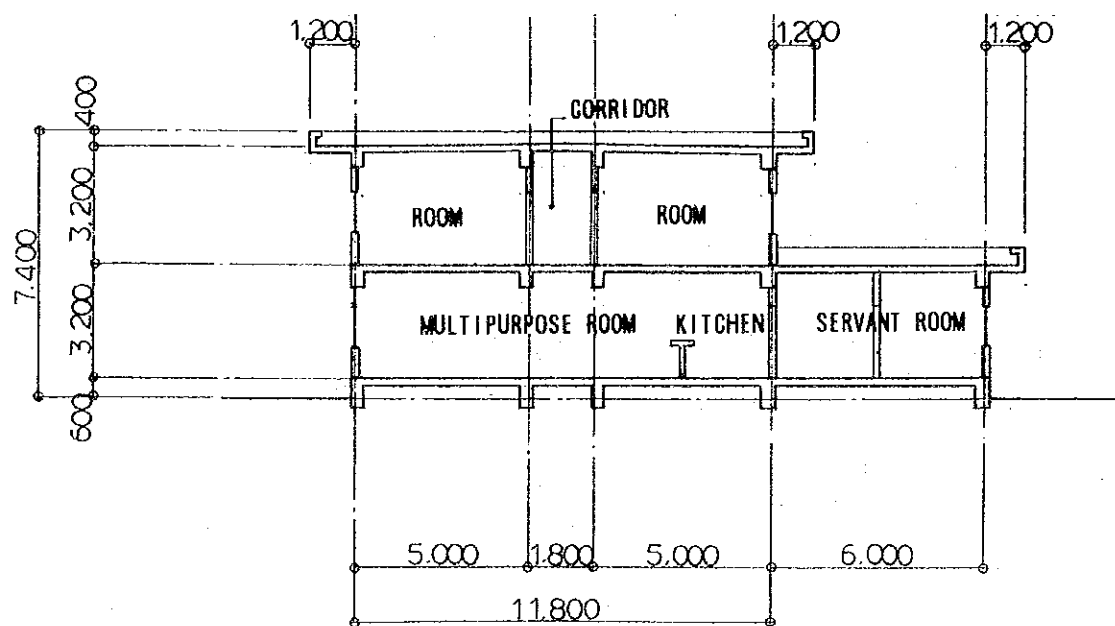 1,200
1,200
1,200
400
CORRIDOR
3,200
ROOM
ROOM
7.400
3,200
MULTIPURPOSE ROOM
KITCHEN
SERVANT ROOM
600
5.000
1.800
5.000
6.000
11.800